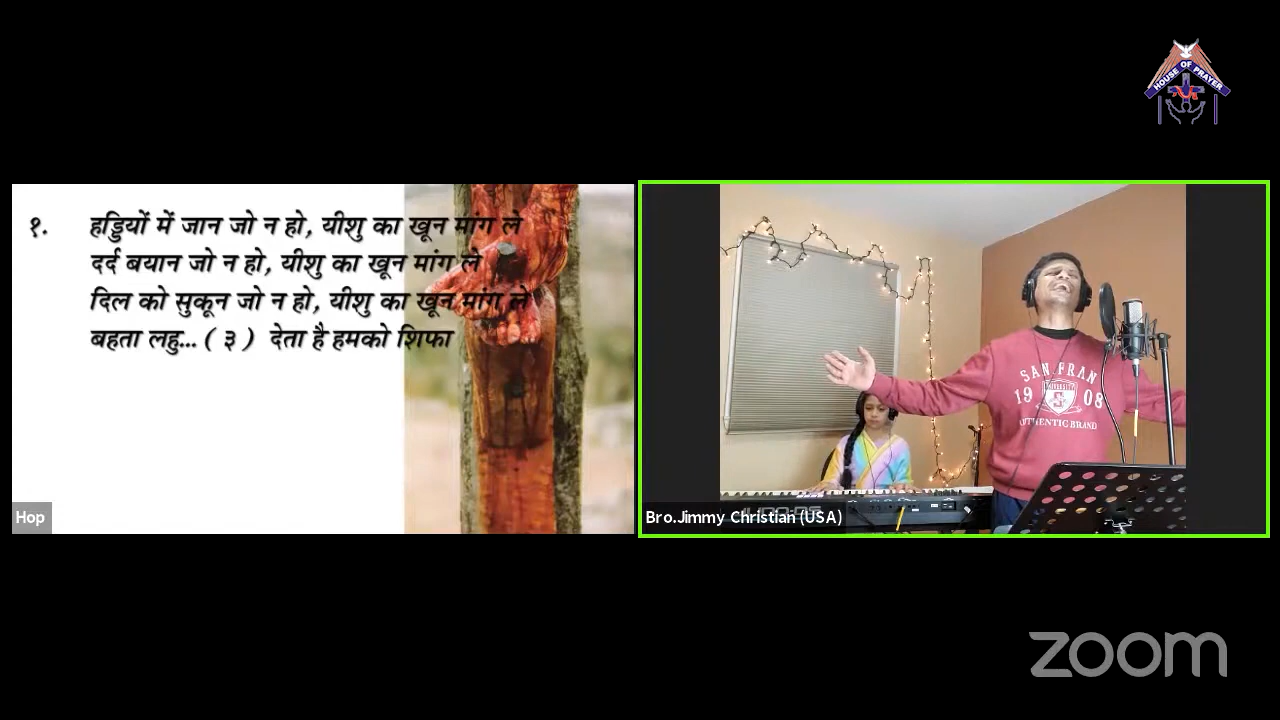 HOUSE OF PRAYER
१. हड्डियों में जान जो न हो, यीशु का खून मांग ले
दर्द बयान जो न हो, यीशु का खून मांग ले
दिल को सुकून जो न हो, यीशु का खून मांग ले
बहता लहु... ( ३ ) देता है हमको शिफा
Hop
SAN FRAN
19 08
AUTHENTIC BRAND
Bro.Jimmy Christian (USA)
zoom